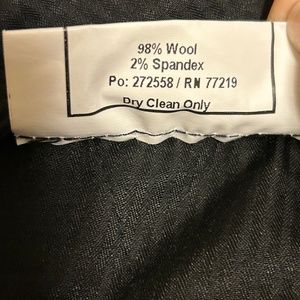 98% Wool
2% Spandex
Po: 272558 / RN 77219
Dry Clean Only